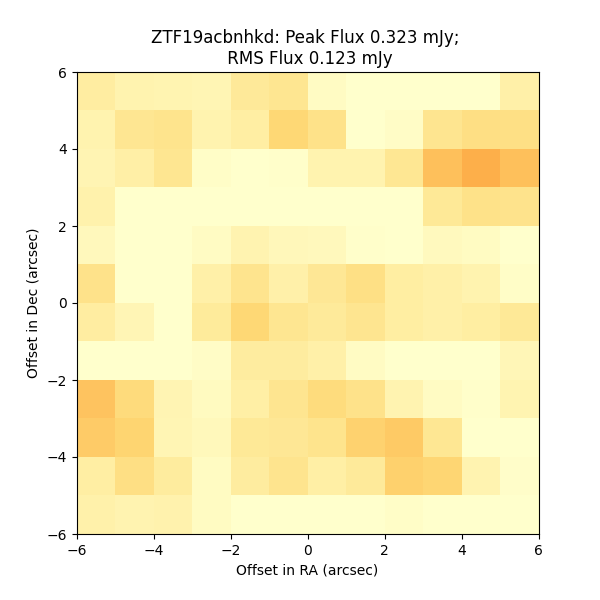 ZTF19acbnhkd: Peak Flux 0.323 mJy;
RMS Flux 0.123 mJy
6
4
2
0
−2
−4
−6
Offset in Dec (arcsec)
−6 −4 −2 0 2 4 6
Offset in RA (arcsec)